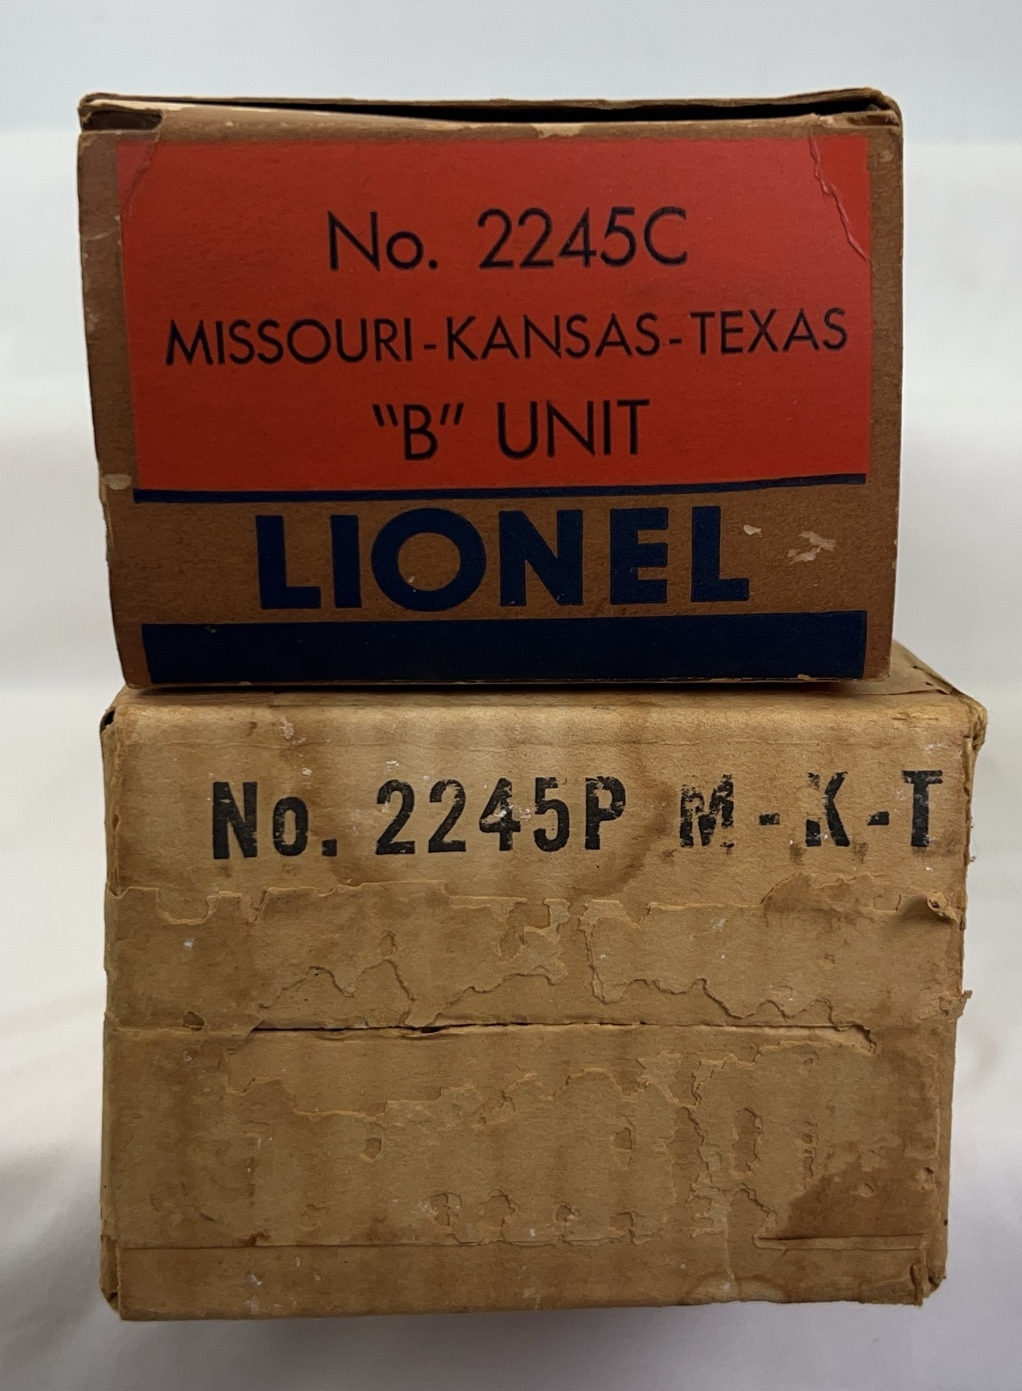 No. 2245C
MISSOURI-KANSAS-TEXAS
"B" UNIT
LIONEL
No. 2245P M-K-T